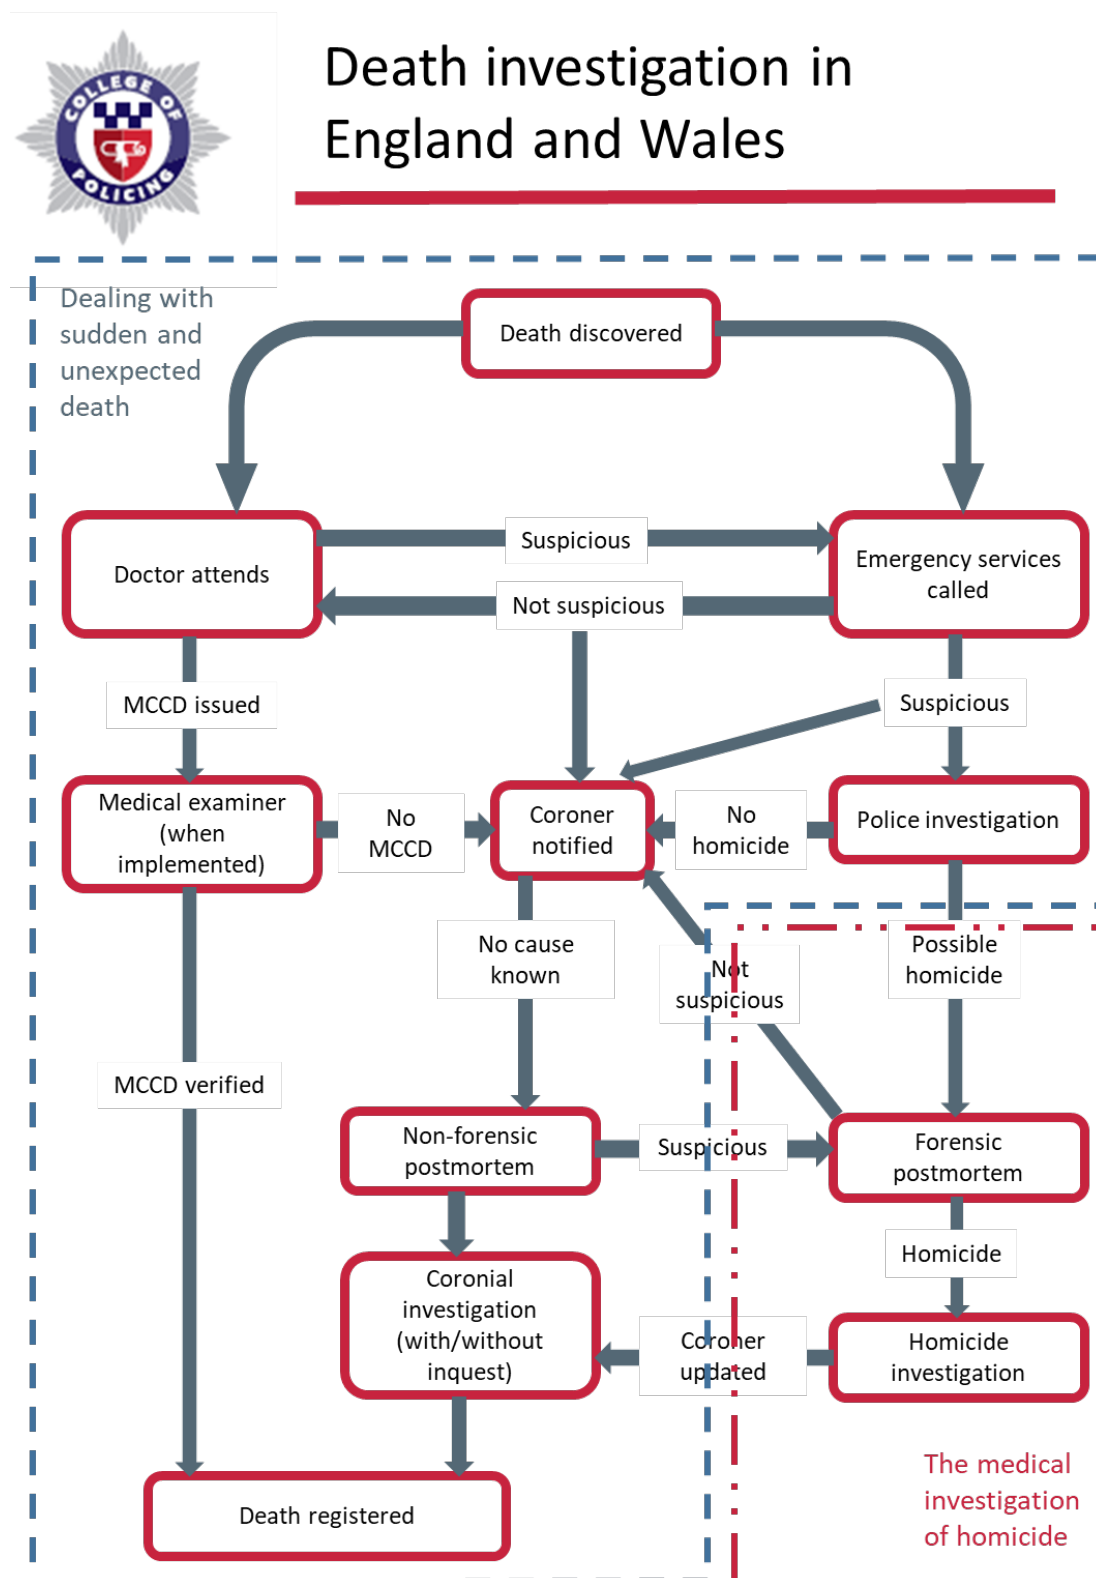 COLLEGE OF
POLICING
Death investigation in
England and Wales
Dealing with
sudden and
unexpected
death
Death discovered
Doctor attends
Suspicious
Not suspicious
Emergency services
called
MCCD issued
Suspicious
Medical examiner
(when
implemented)
No
MCCD
Coroner
notified
No
homicide
Police investigation
No cause
known
Not
suspicious
Possible
homicide
MCCD verified
Non-forensic
postmortem
Suspicious
Forensic
postmortem
Homicide
Coronial
investigation
(with/without
inquest)
Coroner
updated
Homicide
investigation
Death registered
The medical
investigation
of homicide